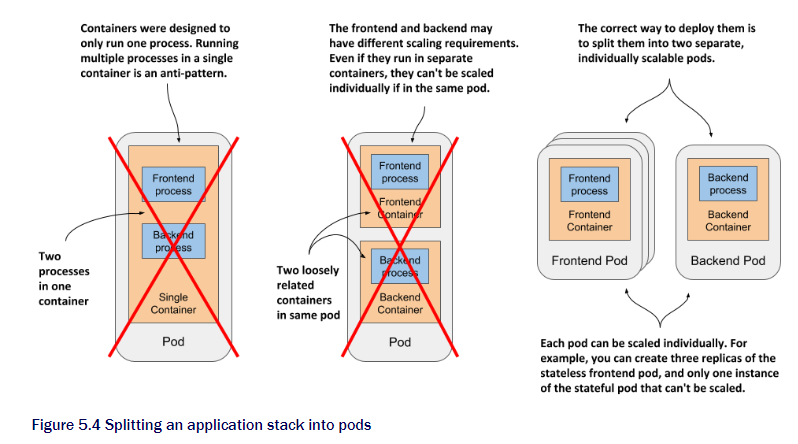 Containers were designed to
only run one process. Running
multiple processes in a single
container is an anti-pattern.
The frontend and backend may
have different scaling requirements.
Even if they run in separate
containers, they can't be scaled
individually if in the same pod.
The correct way to deploy them is
to split them into two separate,
individually scalable pods.
Frontend
process
Backend
process
Single
Container
Pod
Two
processes
in one
container
Frontend
process
Frontend
Container
Backend
process
Backend
Container
Pod
Two loosely
related
containers
in same pod
Frontend
process
Frontend
Container
Frontend Pod
Backend
process
Backend
Container
Backend Pod
Each pod can be scaled individually. For
example, you can create three replicas of the
stateless frontend pod, and only one instance
of the stateful pod that can't be scaled.
Figure 5.4 Splitting an application stack into pods